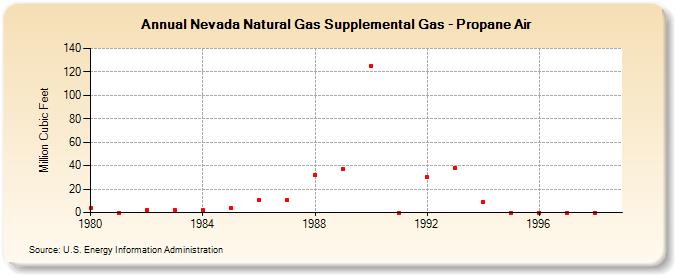 Annual Nevada Natural Gas Supplemental Gas - Propane Air
Million Cubic Feet
140
120
100
80
60
40
20
0
1980 1984 1988 1992 1996
Source: U.S. Energy Information Administration